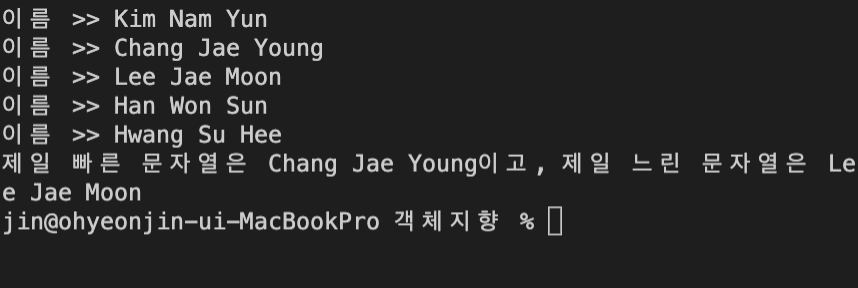 이름 >> Kim Nam Yun
이름 >> Chang Jae Young
이름 >> Lee Jae Moon
이름 >> Han Won Sun
이름 >> Hwang Su Hee
제일 빠른 문자열은 Chang Jae Young이고, 제일 느린 문자열은 Le
e Jae Moon
jin@ohyeonjin-ui-MacBookPro 객체지향 %